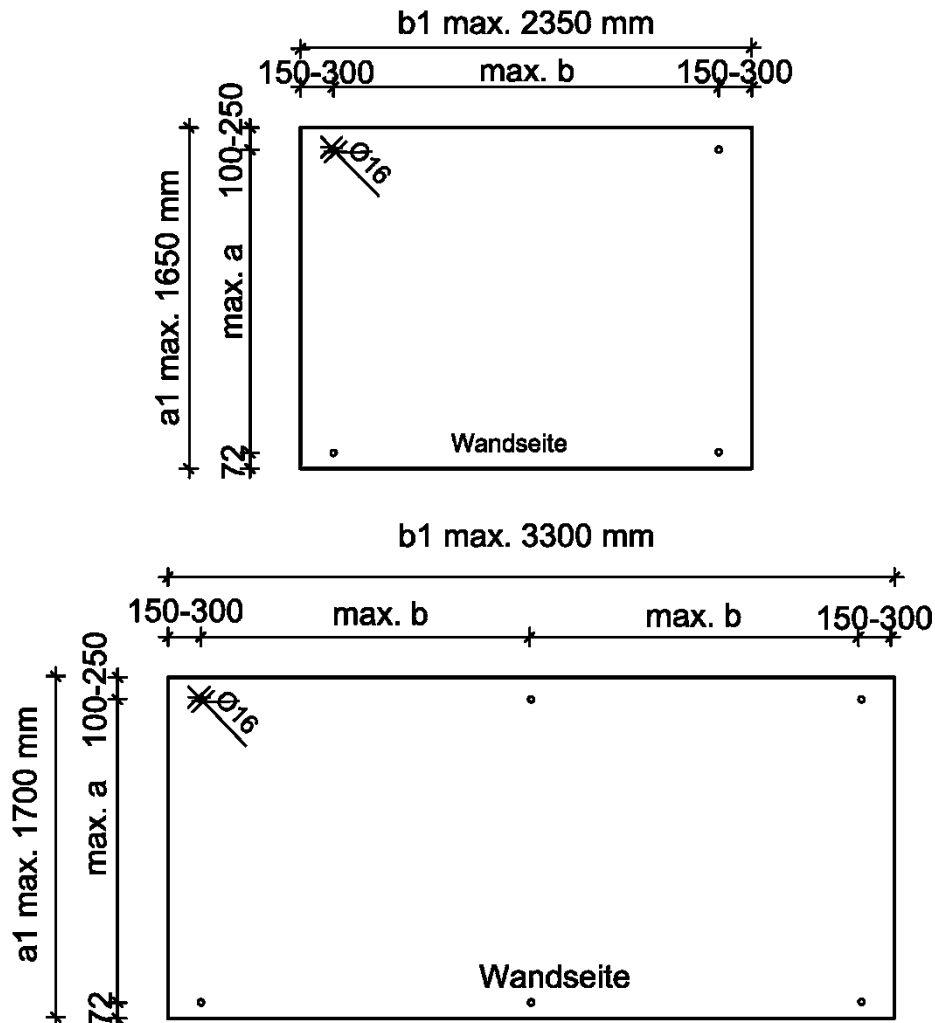 b1 max. 2350 mm
150-300 max. b 150-300
100-250
Ø16
max. a
a1 max. 1650 mm
72
Wandseite
b1 max. 3300 mm
150-300 max. b max. b 150-300
100-250
Ø16
max. a
a1 max. 1700 mm
72
Wandseite